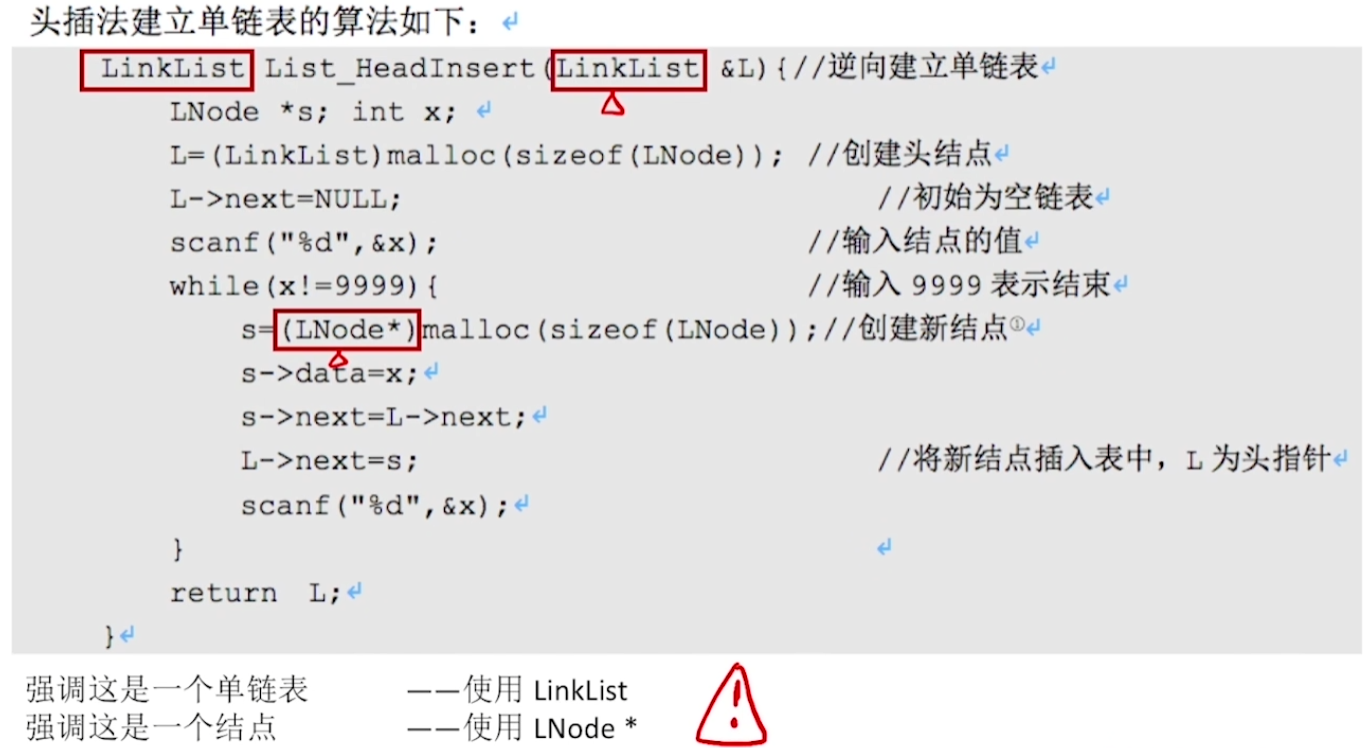 头插法建立单链表的算法如下：
LinkList List_HeadInsert(LinkList &L){//逆向建立单链表
LNode *s; int x;
L=(LinkList)malloc(sizeof(LNode)); //创建头结点
L->next=NULL; //初始为空链表
scanf("%d",&x); //输入结点的值
while(x!=9999){ //输入 9999 表示结束
s=(LNode*)malloc(sizeof(LNode));//创建新结点①
s->data=x;
s->next=L->next;
L->next=s; //将新结点插入表中，L 为头指针
scanf("%d",&x);
}
return L;
}
强调这是一个单链表 ——使用 LinkList
强调这是一个结点 ——使用 LNode *
!